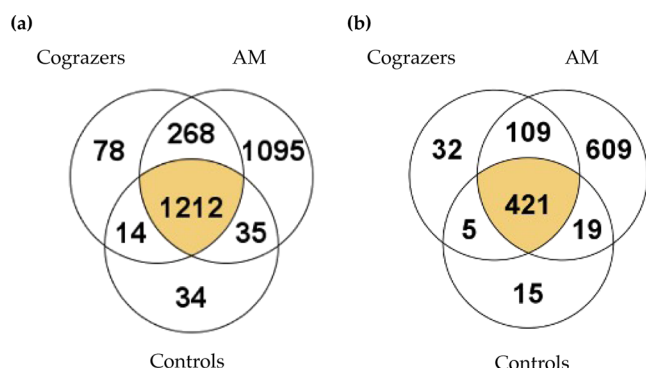 (a)
Cograzers AM
78 268 1095
1212
14 35
34
Controls
(b)
Cograzers AM
32 109 609
421
5 19
15
Controls